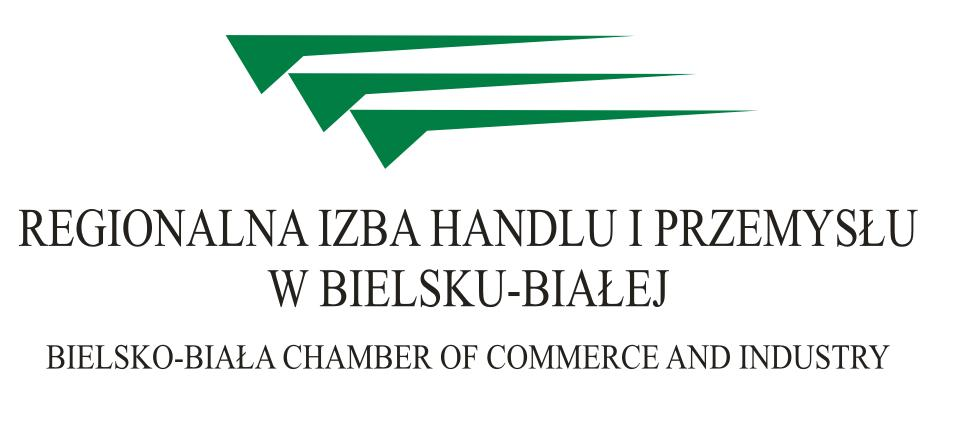 REGIONALNA IZBA HANDLU I PRZEMYSŁU
W BIELSKU-BIAŁEJ
BIELSKO-BIAŁA CHAMBER OF COMMERCE AND INDUSTRY